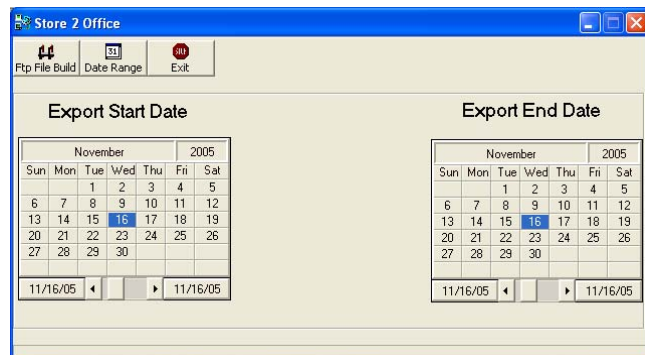 Store 2 Office
Ftp File Build Date Range Exit
Export Start Date
November 2005
Sun Mon Tue Wed Thu Fri Sat
1 2 3 4 5
6 7 8 9 10 11 12
13 14 15 16 17 18 19
20 21 22 23 24 25 26
27 28 29 30
11/16/05 11/16/05
Export End Date
November 2005
Sun Mon Tue Wed Thu Fri Sat
1 2 3 4 5
6 7 8 9 10 11 12
13 14 15 16 17 18 19
20 21 22 23 24 25 26
27 28 29 30
11/16/05 11/16/05